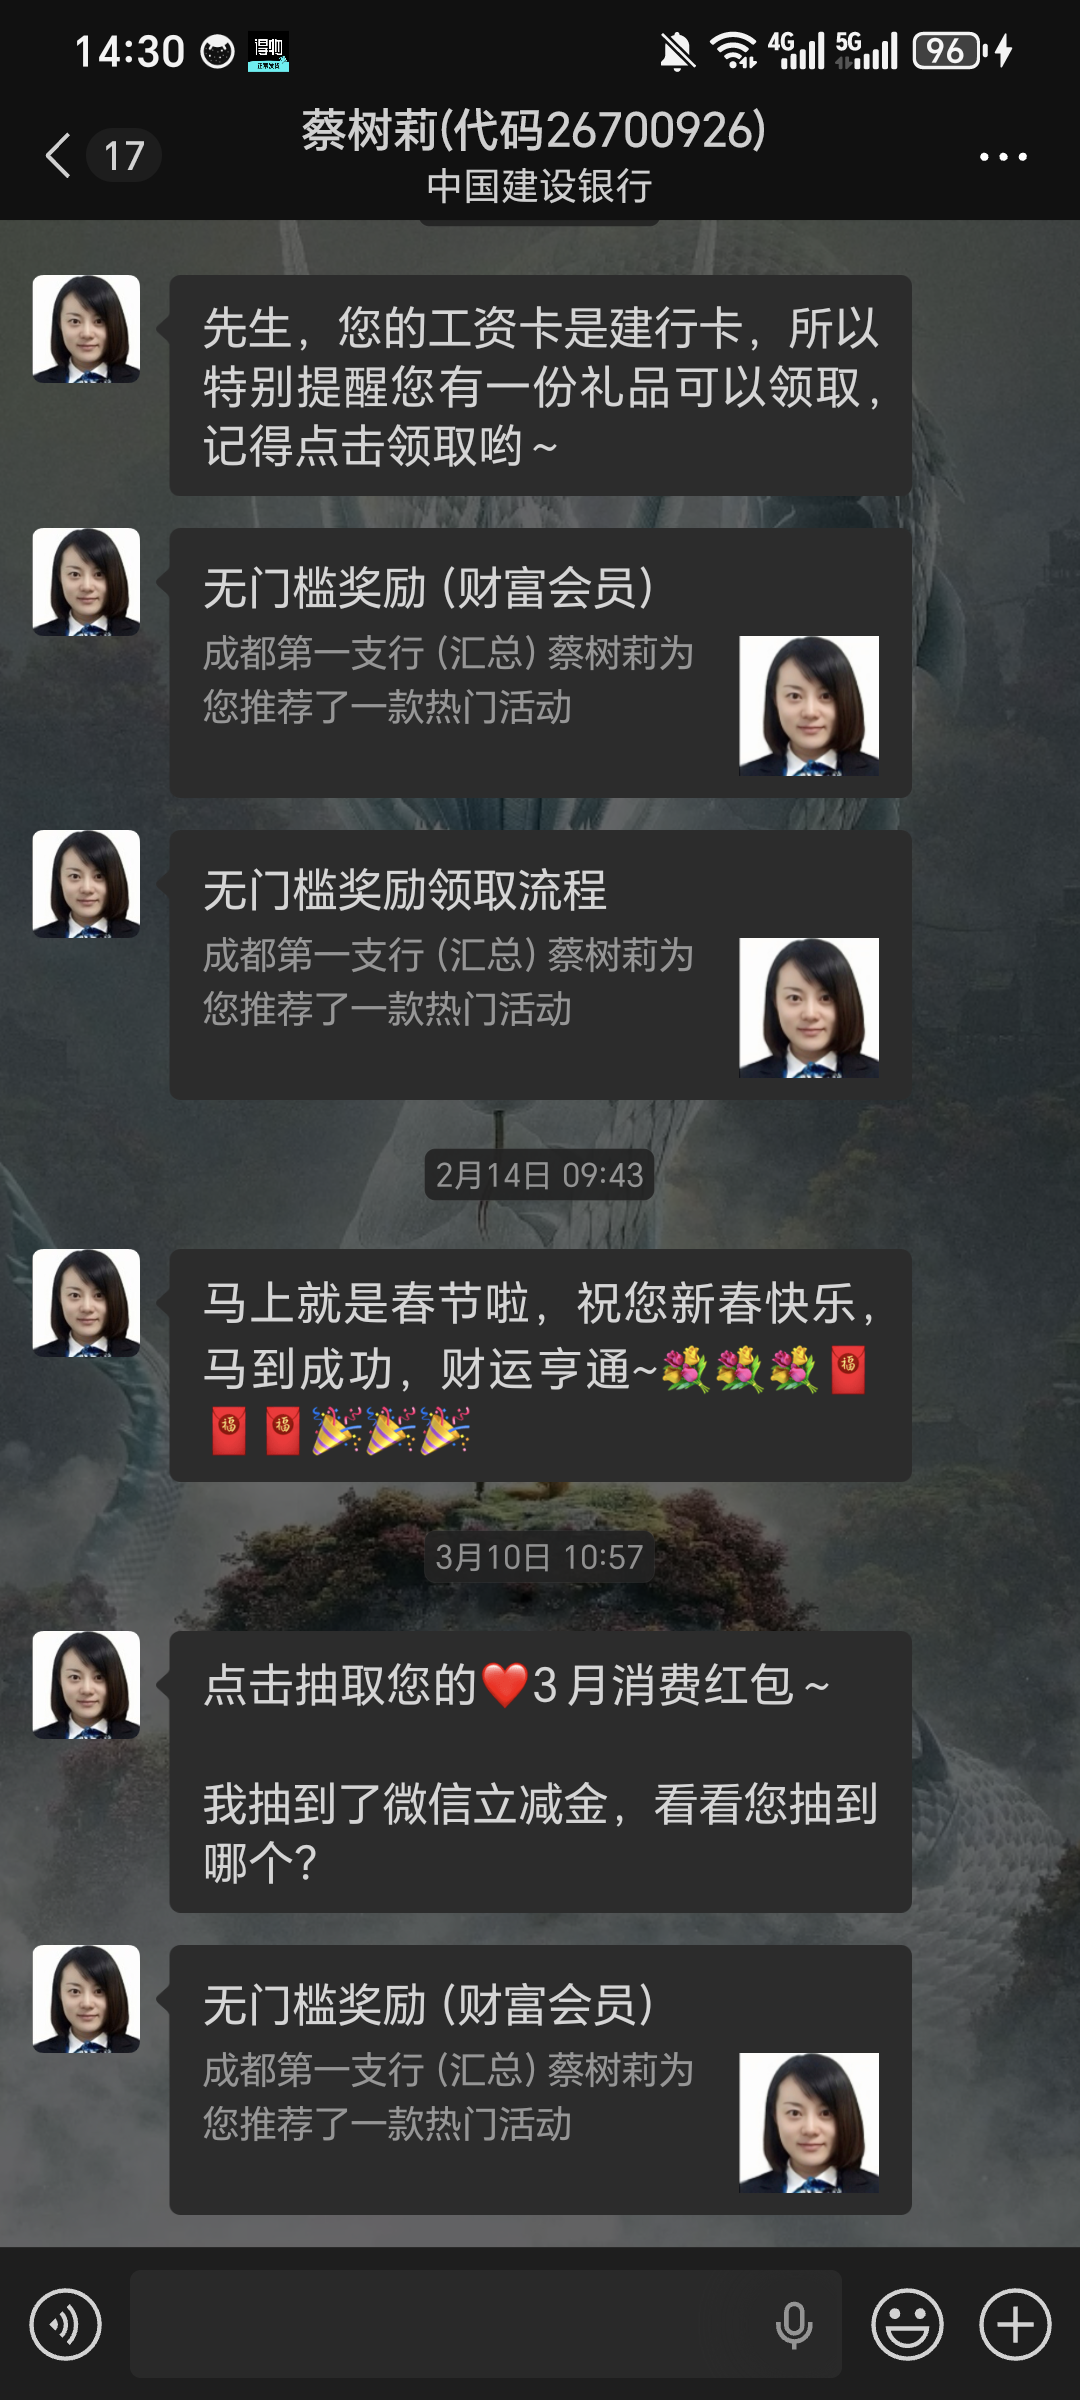 14:30
得物
4G
5G
96
17
蔡树莉(代码26700926)
中国建设银行
先生，您的工资卡是建行卡，所以
特别提醒您有一份礼品可以领取，
记得点击领取哟～
无门槛奖励 (财富会员)
成都第一支行 (汇总) 蔡树莉为
您推荐了一款热门活动
无门槛奖励领取流程
成都第一支行 (汇总) 蔡树莉为
您推荐了一款热门活动
2月14日 09:43
马上就是春节啦，祝您新春快乐，
马到成功，财运亨通~💐💐💐🧧
🧧🧧🎉🎉🎉
3月10日 10:57
点击抽取您的❤️3月消费红包～
我抽到了微信立减金，看看您抽到
哪个?
无门槛奖励 (财富会员)
成都第一支行 (汇总) 蔡树莉为
您推荐了一款热门活动